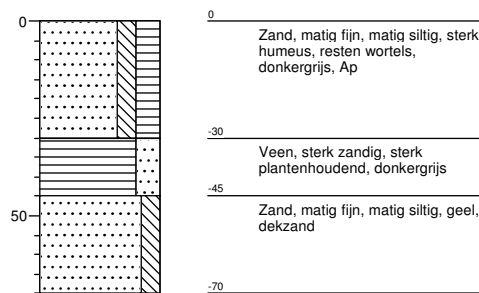 0
0
Zand, matig fijn, matig siltig, sterk
humeus, resten wortels,
donkergrijs, Ap
-30
Veen, sterk zandig, sterk
plantenhoudend, donkergrijs
-45
Zand, matig fijn, matig siltig, geel,
dekzand
50
-70